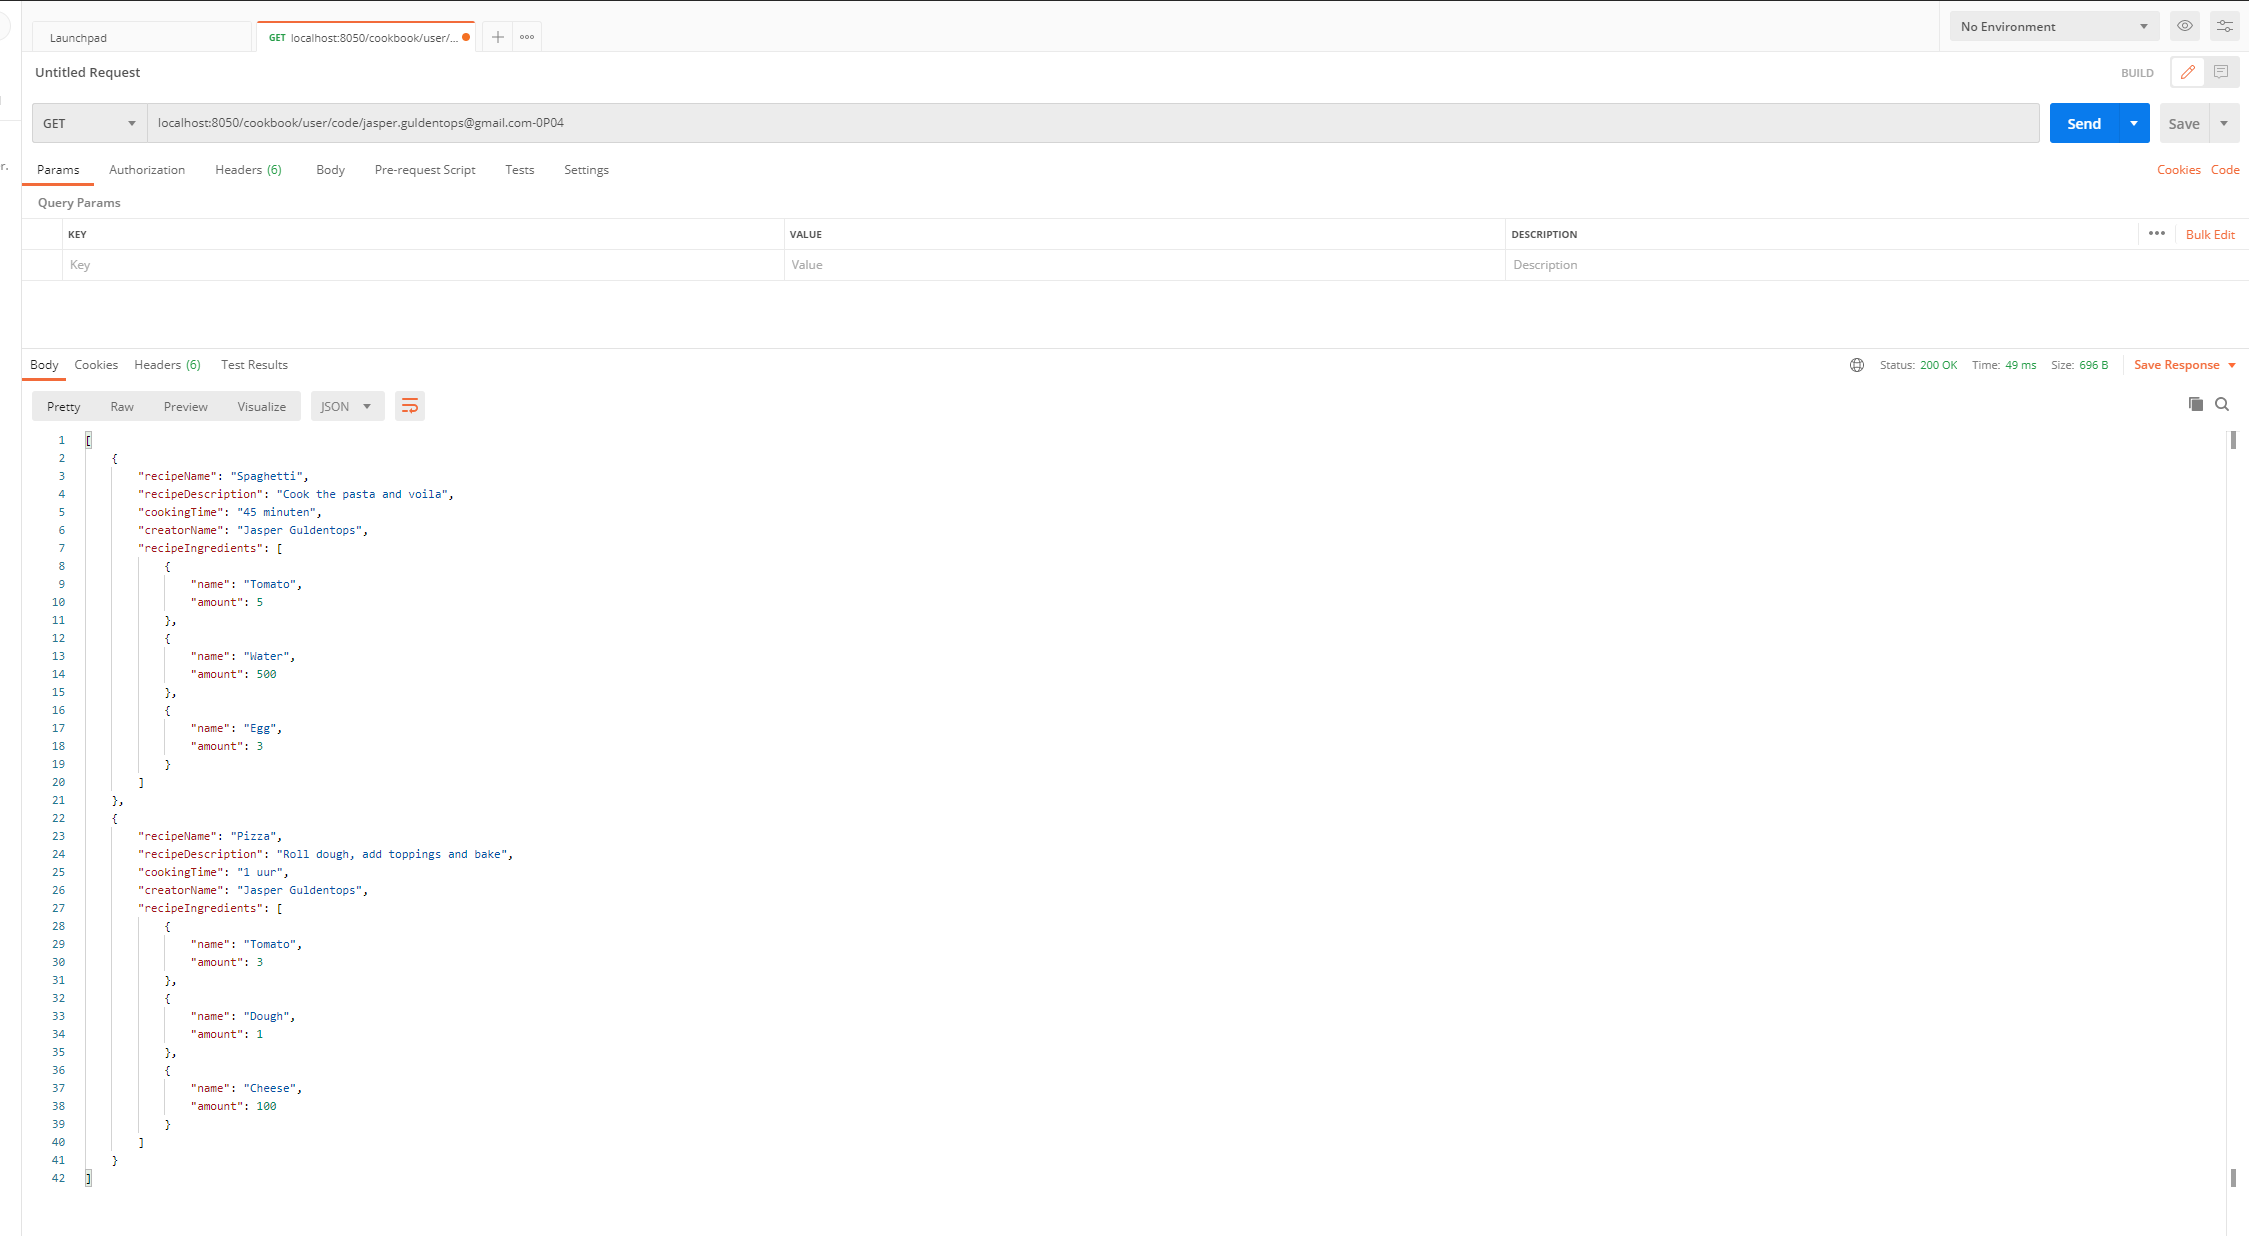 Launchpad
GET localhost:8050/cookbook/user/...
No Environment
Untitled Request
BUILD
r.
GET
localhost:8050/cookbook/user/code/jasper.guldentops@gmail.com-0P04
Send
Save
Params Authorization Headers (6) Body Pre-request Script Tests Settings
Cookies Code
Query Params
KEY VALUE DESCRIPTION
Bulk Edit
Key Value Description
Body Cookies Headers (6) Test Results
Status: 200 OK Time: 49 ms Size: 696 B
Save Response
Pretty Raw Preview Visualize JSON
1 [
2 {
3 "recipeName": "Spaghetti",
4 "recipeDescription": "Cook the pasta and voila",
5 "cookingTime": "45 minuten",
6 "creatorName": "Jasper Guldentops",
7 "recipeIngredients": [
8 {
9 "name": "Tomato",
10 "amount": 5
11 },
12 {
13 "name": "Water",
14 "amount": 500
15 },
16 {
17 "name": "Egg",
18 "amount": 3
19 }
20 ]
21 },
22 {
23 "recipeName": "Pizza",
24 "recipeDescription": "Roll dough, add toppings and bake",
25 "cookingTime": "1 uur",
26 "creatorName": "Jasper Guldentops",
27 "recipeIngredients": [
28 {
29 "name": "Tomato",
30 "amount": 3
31 },
32 {
33 "name": "Dough",
34 "amount": 1
35 },
36 {
37 "name": "Cheese",
38 "amount": 100
39 }
40 ]
41 }
42 ]